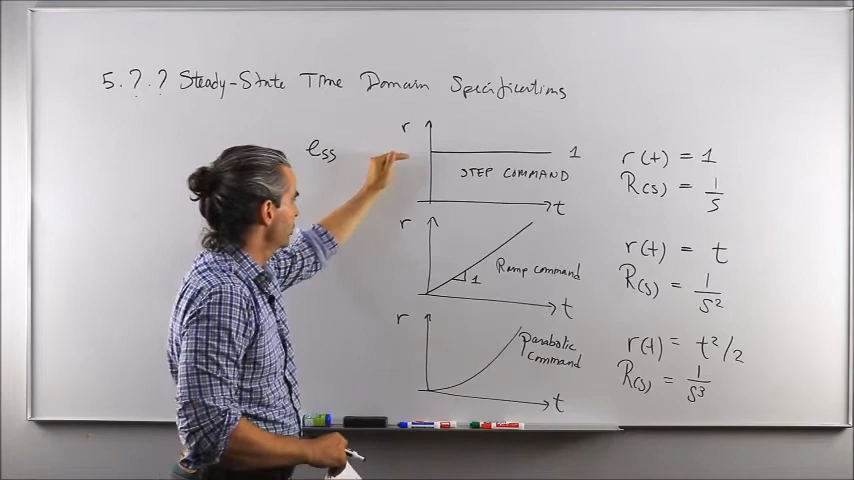 5.?.? Steady-State Time Domain Specifications
ess
r
1
STEP COMMAND
t
r(t) = 1
R(s) = 1/s
r
Ramp command
1
t
r(t) = t
R(s) = 1/s²
r
Parabolic
command
t
r(t) = t²/2
R(s) = 1/s³